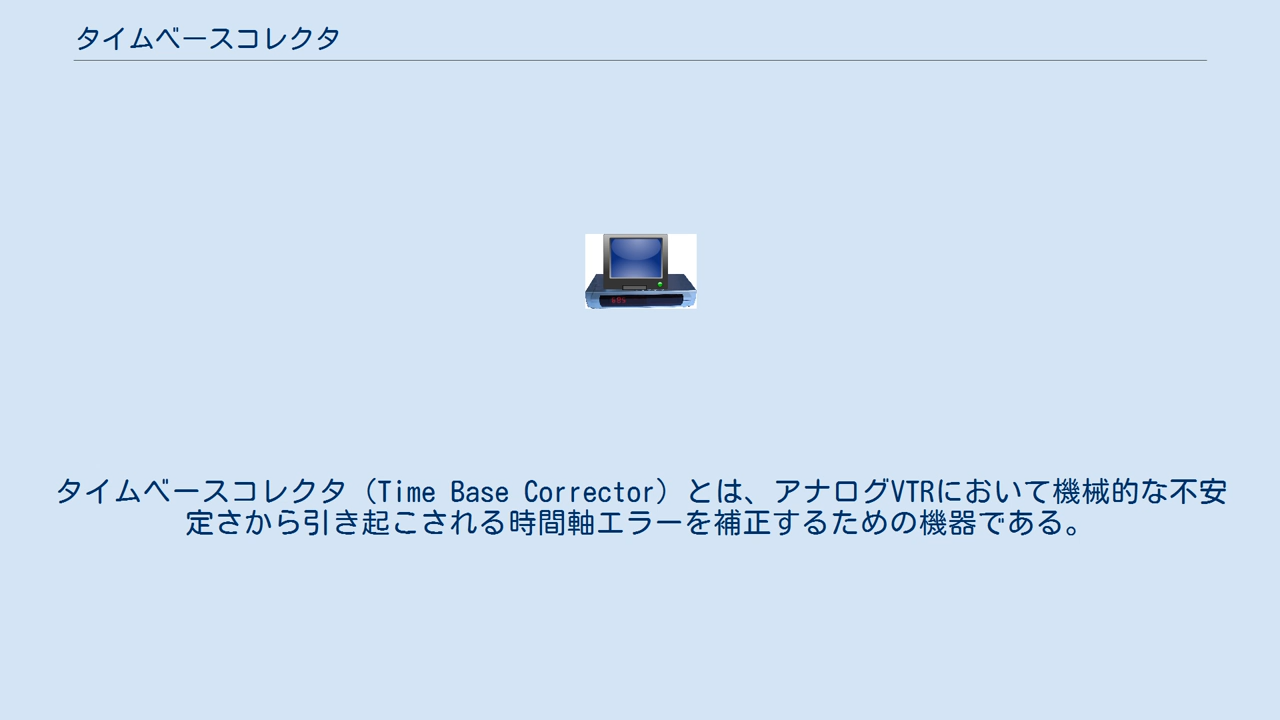 タイムベースコレクタ
タイムベースコレクタ（Time Base Corrector）とは、アナログVTRにおいて機械的な不安
定さから引き起こされる時間軸エラーを補正するための機器である。